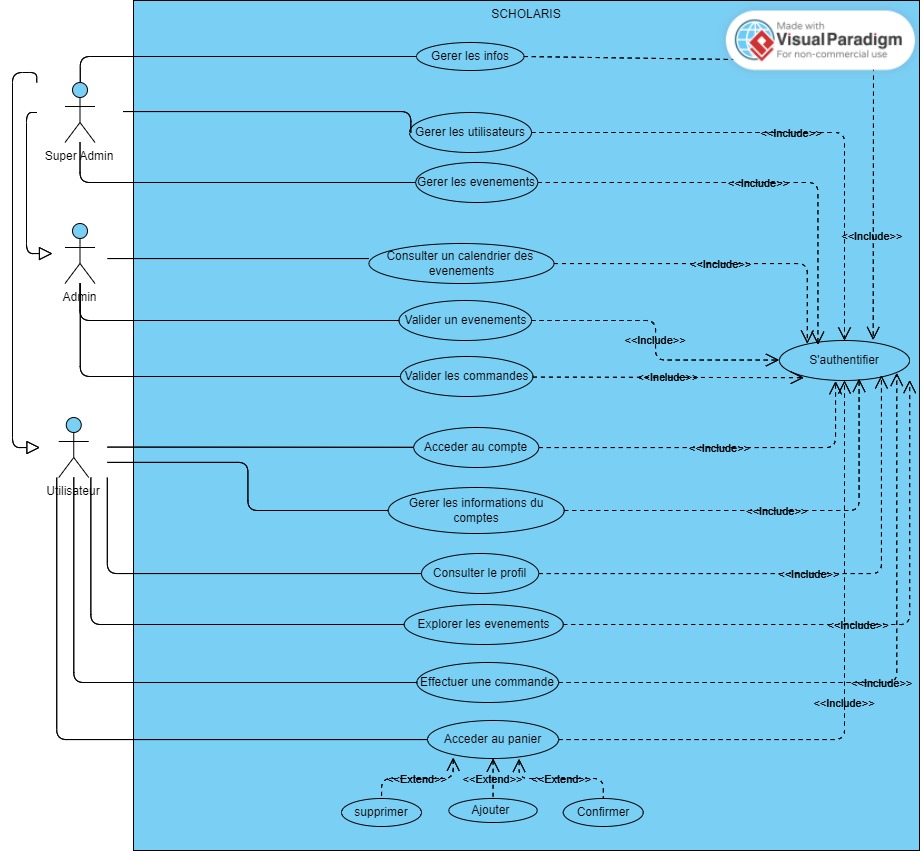 SCHOLARIS
Made with
Visual Paradigm
For non-commercial use
Gerer les infos
Super Admin
Gerer les utilisateurs
<<Include>>
Gerer les evenements
<<Include>>
<<Include>>
Admin
Consulter un calendrier des
evenements
<<Include>>
Valider un evenements
<<Include>>
S'authentifier
Valider les commandes
<<Include>>
Utilisateur
Acceder au compte
<<Include>>
Gerer les informations du
comptes
<<Include>>
Consulter le profil
<<Include>>
Explorer les evenements
<<Include>>
Effectuer une commande
<<Include>>
<<Include>>
Acceder au panier
<<Extend>>
<<Extend>>
<<Extend>>
supprimer
Ajouter
Confirmer